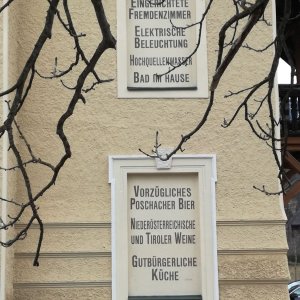 EINGERICHTETE
FREMDENZIMMER
ELEKTRISCHE
BELEUCHTUNG
HOCHQUELLENWASSER
BAD IM HAUSE
VORZÜGLICHES
POSCHACHER BIER
NIEDERÖSTERREICHISCHE
UND TIROLER WEINE
GUTBÜRGERLICHE
KÜCHE